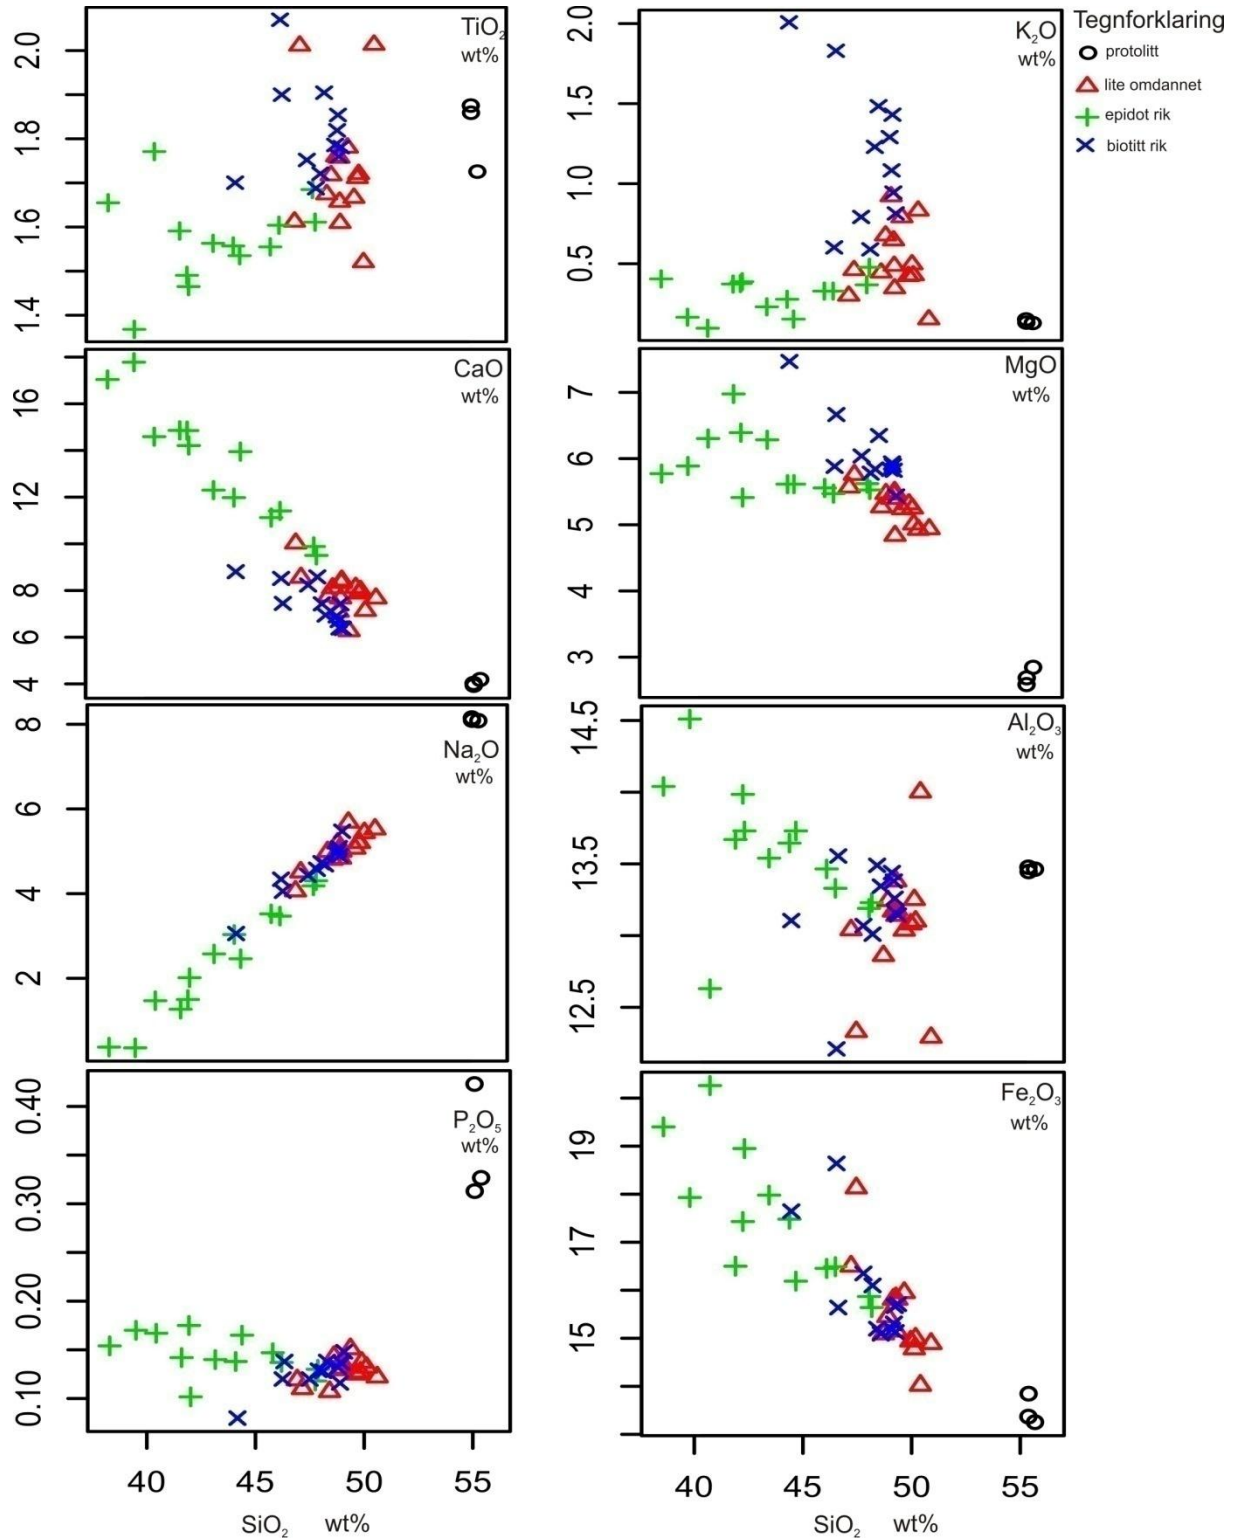 TiO₂
wt%
2.0
1.8
1.6
1.4
K₂O
wt%
2.0
1.5
1.0
0.5
Tegnforklaring
protolitt
lite omdannet
epidot rik
biotitt rik
CaO
wt%
16
12
8
6
4
MgO
wt%
7
6
5
4
3
Na₂O
wt%
8
6
4
2
Al₂O₃
wt%
14.5
13.5
12.5
P₂O₅
wt%
0.40
0.30
0.20
0.10
Fe₂O₃
wt%
19
17
15
40 45 50 55
SiO₂ wt%
40 45 50 55
SiO₂ wt%